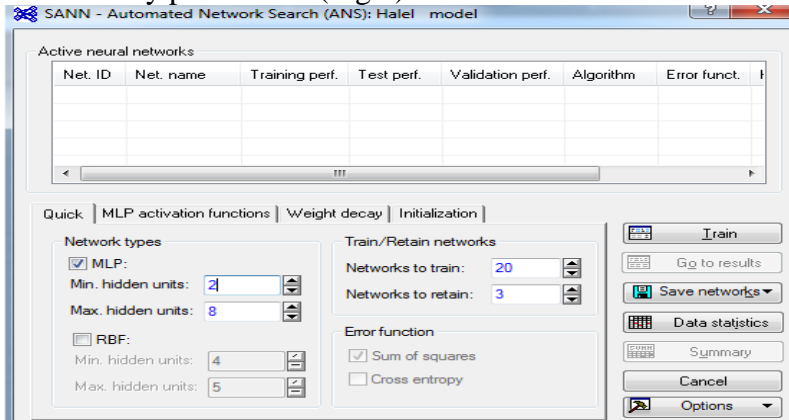 SANN - Automated Network Search (ANS): Halel model
Active neural networks
Net. ID Net. name Training perf. Test perf. Validation perf. Algorithm Error funct.
Quick MLP activation functions Weight decay Initialization
Network types
MLP:
Min. hidden units: 2
Max. hidden units: 8
RBF:
Min. hidden units: 4
Max. hidden units: 5
Train/Retain networks
Networks to train: 20
Networks to retain: 3
Error function
Sum of squares
Cross entropy
Train
Go to results
Save networks
Data statistics
Summary
Cancel
Options